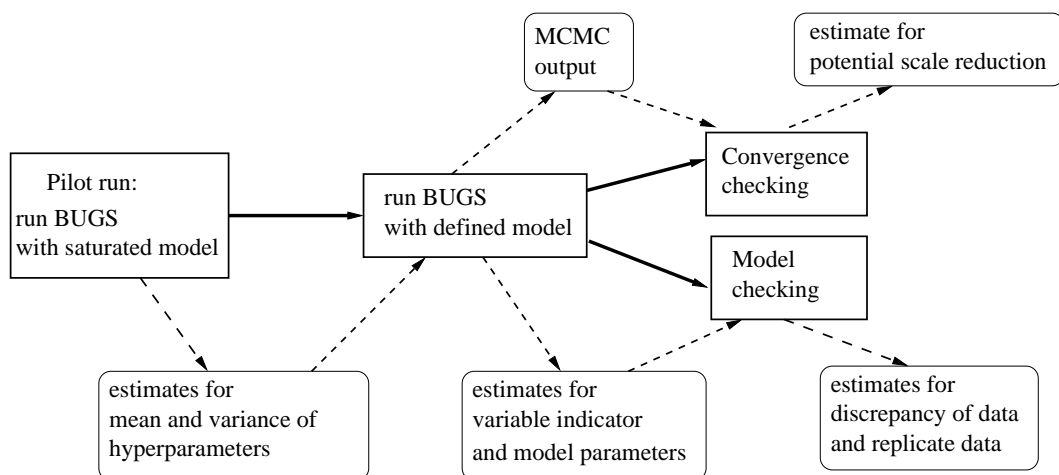 MCMC
output
estimate for
potential scale reduction
Pilot run:
run BUGS
with saturated model
run BUGS
with defined model
Convergence
checking
Model
checking
estimates for
mean and variance of
hyperparameters
estimates for
variable indicator
and model parameters
estimates for
discrepancy of data
and replicate data